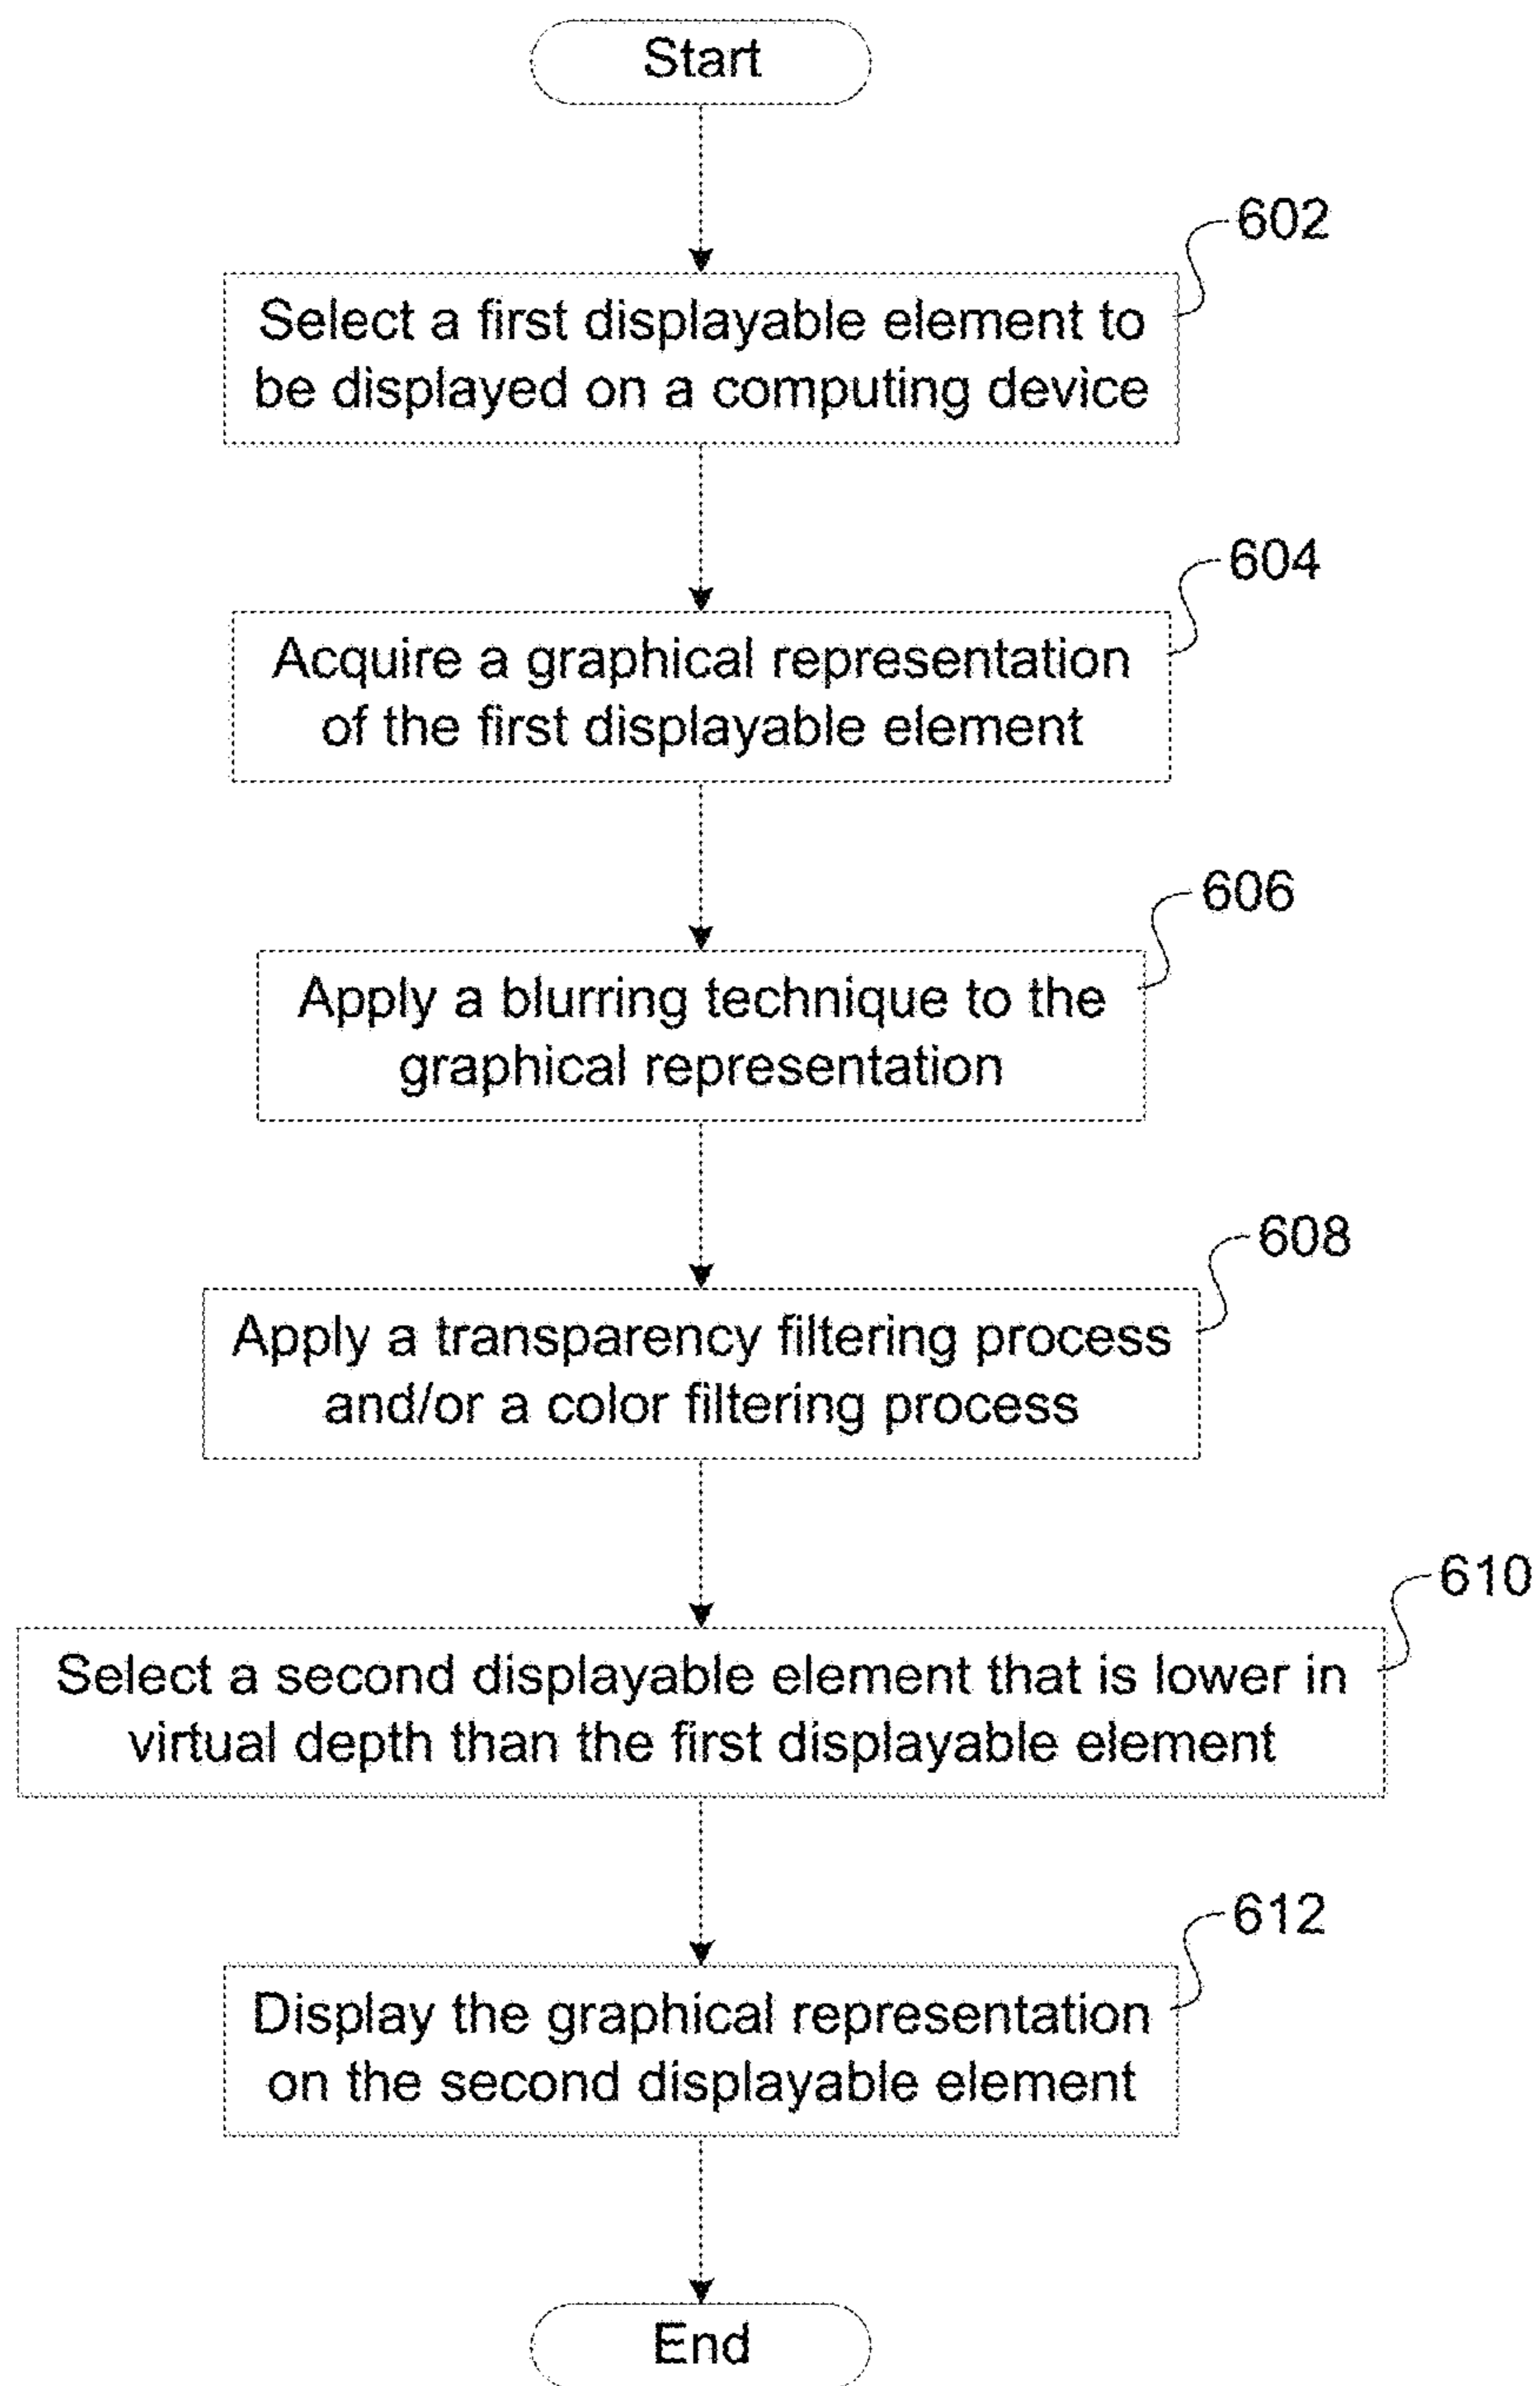 Start
602
Select a first displayable element to
be displayed on a computing device
604
Acquire a graphical representation
of the first displayable element
606
Apply a blurring technique to the
graphical representation
608
Apply a transparency filtering process
and/or a color filtering process
610
Select a second displayable element that is lower in
virtual depth than the first displayable element
612
Display the graphical representation
on the second displayable element
End